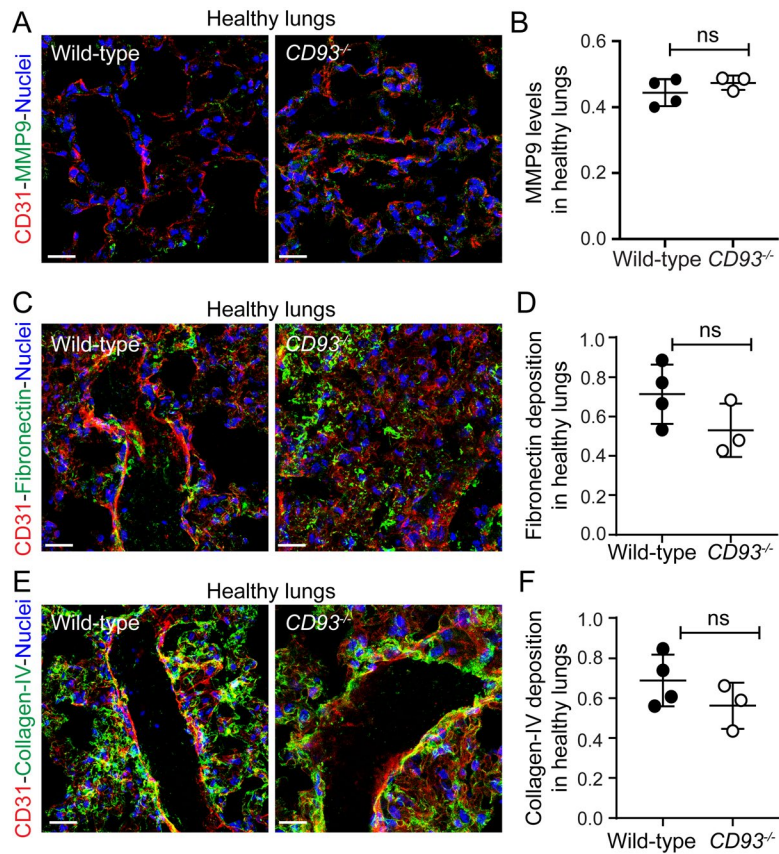 A
Healthy lungs
Wild-type
CD93-/-
CD31-MMP9-Nuclei
B
ns
MMP9 levels
in healthy lungs
0.6
0.4
0.2
0.0
Wild-type CD93-/-
C
Healthy lungs
Wild-type
CD93-/-
CD31-Fibronectin-Nuclei
D
ns
Fibronectin deposition
in healthy lungs
1.0
0.8
0.6
0.4
0.2
0.0
Wild-type CD93-/-
E
Healthy lungs
Wild-type
CD93-/-
CD31-Collagen-IV-Nuclei
F
ns
Collagen-IV deposition
in healthy lungs
1.0
0.8
0.6
0.4
0.2
0.0
Wild-type CD93-/-